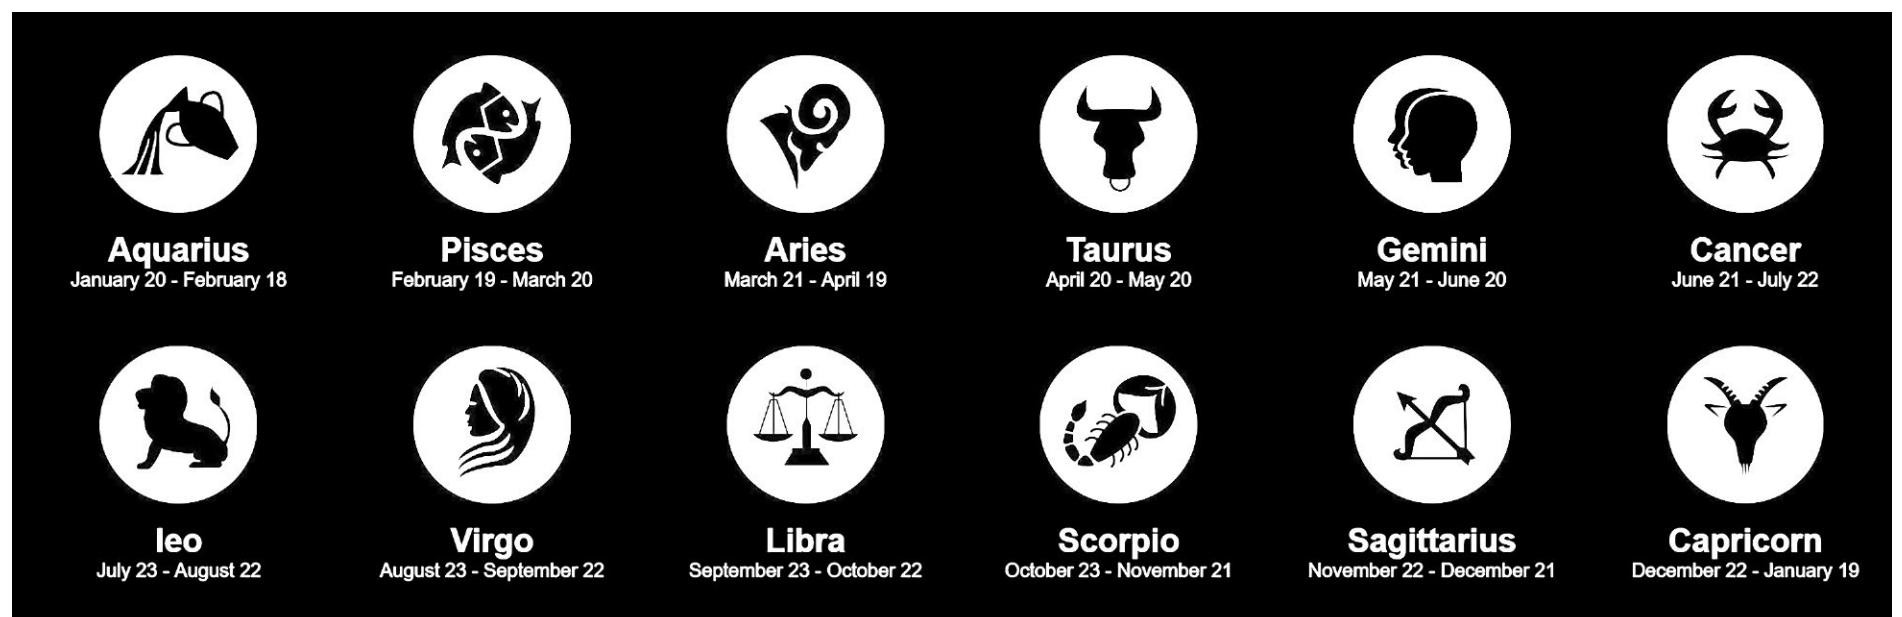 Aquarius
January 20 - February 18
Pisces
February 19 - March 20
Aries
March 21 - April 19
Taurus
April 20 - May 20
Gemini
May 21 - June 20
Cancer
June 21 - July 22
leo
July 23 - August 22
Virgo
August 23 - September 22
Libra
September 23 - October 22
Scorpio
October 23 - November 21
Sagittarius
November 22 - December 21
Capricorn
December 22 - January 19